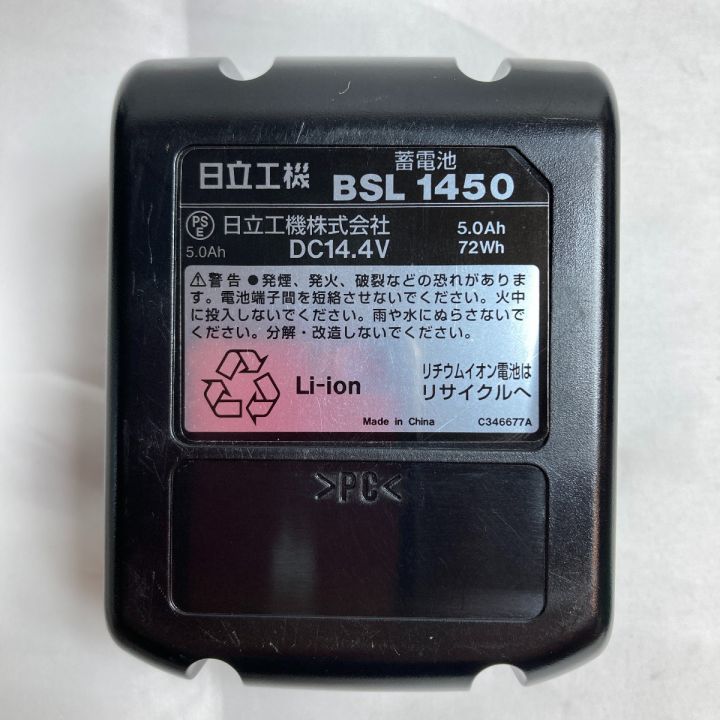 蓄電池
日立工機 BSL 1450
PS E 日立工機株式会社 5.0Ah
5.0Ah DC14.4V 72Wh
⚠警告●発煙、発火、破裂などの恐れがありま
す。電池端子間を短絡させないでください。火中
に投入しないでください。雨や水にぬらさないで
ください。分解・改造しないでください。
リチウムイオン電池は
Li-ion リサイクルへ
Made in China C346677A
>PC<